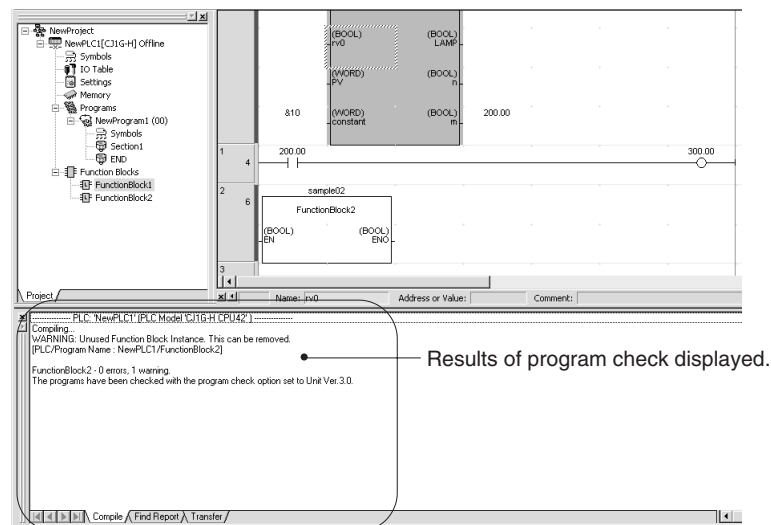 NewProject
NewPLC1[CJ1G-H] Offline
Symbols
IO Table
Settings
Memory
Programs
NewProgram1 (00)
Symbols
Section1
END
Function Blocks
FunctionBlock1
FunctionBlock2
Project
(BOOL) (BOOL)
rv0 LAMP
(WORD) (BOOL)
PV n
&10 (WORD) (BOOL) 200.00
constant m
1 200.00 300.00
4
2 sample02
6
FunctionBlock2
(BOOL) (BOOL)
EN ENO
3
Name: rv0 Address or Value: Comment:
--------------- PLC: 'NewPLC1' (PLC Model 'CJ1G-H CPU42') ---------------
Compiling...
WARNING: Unused Function Block Instance. This can be removed.
[PLC/Program Name : NewPLC1/FunctionBlock2]
FunctionBlock2 - 0 errors, 1 warning.
The programs have been checked with the program check option set to Unit Ver.3.0.
Results of program check displayed.
Compile Find Report Transfer